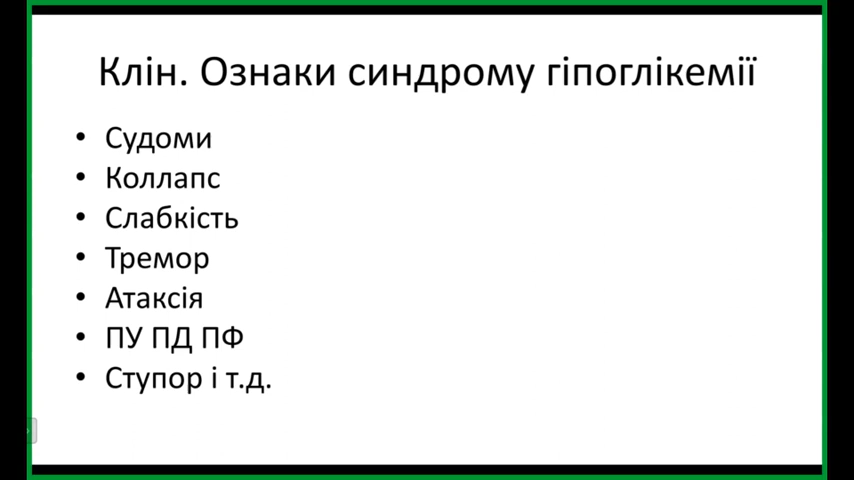 Клін. Ознаки синдрому гіпоглікемії
• Судоми
• Коллапс
• Слабкість
• Тремор
• Атаксія
• ПУ ПД ПФ
• Ступор і т.д.